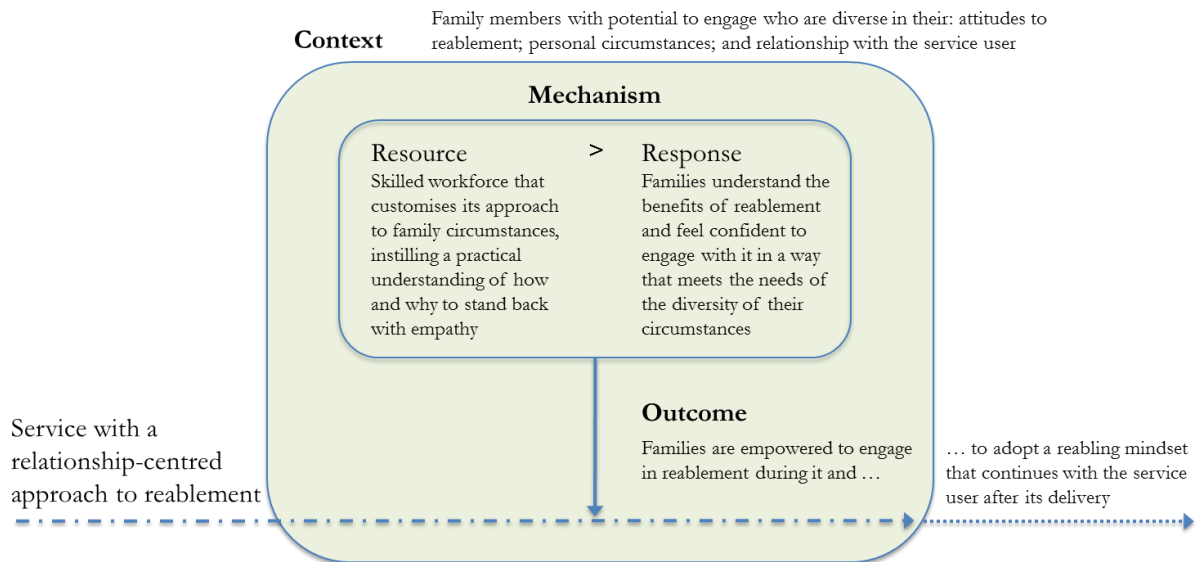 Family members with potential to engage who are diverse in their: attitudes to
reablement; personal circumstances; and relationship with the service user
Context
Mechanism
Resource
>
Response
Skilled workforce that
customises its approach
to family circumstances,
instilling a practical
understanding of how
and why to stand back
with empathy
Families understand the
benefits of reablement
and feel confident to
engage with it in a way
that meets the needs of
the diversity of their
circumstances
Service with a
relationship-centred
approach to reablement
Outcome
Families are empowered to engage
in reablement during it and …
… to adopt a reabling mindset
that continues with the service
user after its delivery